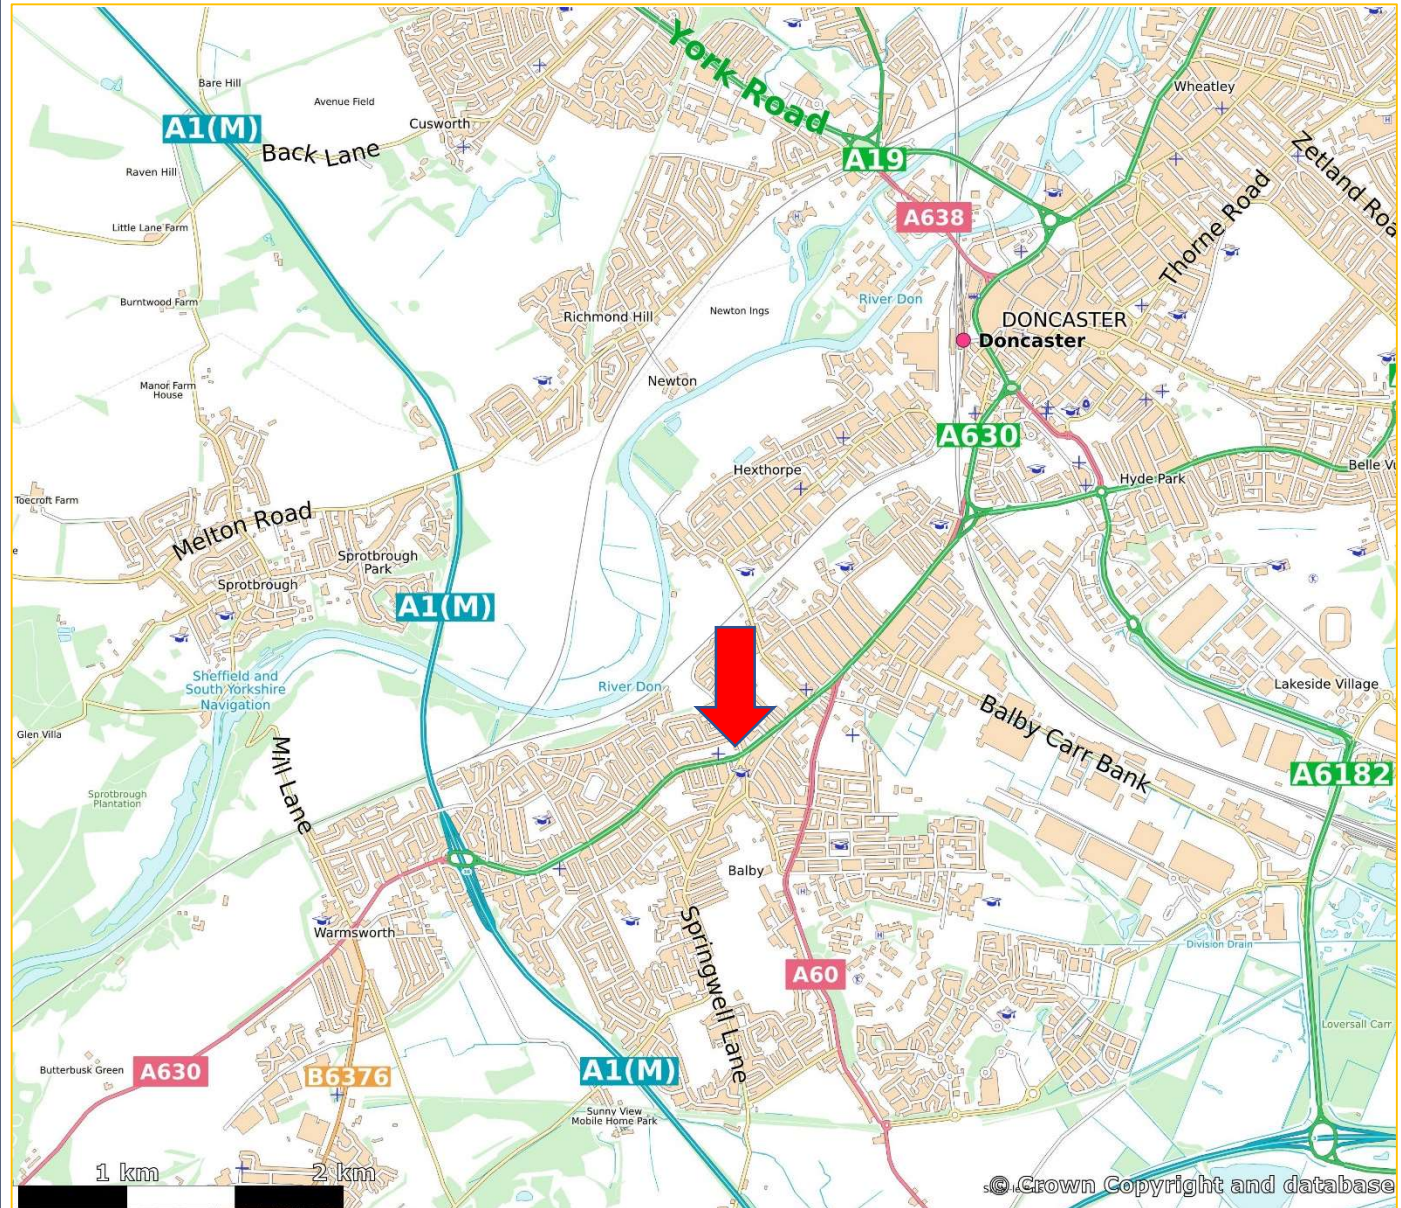 York Road
Wheatley
Bare Hill
Avenue Field
Cusworth
A1(M)
Back Lane
Zetland Roa
A19
Raven Hill
Thorne Road
A638
Little Lane Farm
River Don
Burntwood Farm
Richmond Hill
Newton Ings
DONCASTER
Doncaster
Newton
Manor Farm
House
A630
Hexthorpe
Belle Vu
Hyde Park
Toecroft Farm
Melton Road
Sprotbrough
Park
Sprotbrough
A1(M)
Sheffield and
South Yorkshire
Navigation
River Don
Lakeside Village
Balby Carr Bank
Glen Villa
Mill Lane
A6182
Sprotbrough
Plantation
Balby
Warmsworth
Springwell Lane
Division Drain
A60
Loversall Carr
Butterbusk Green
A630
B6376
A1(M)
Sunny View
Mobile Home Park
1 km
2 km
© Crown Copyright and database